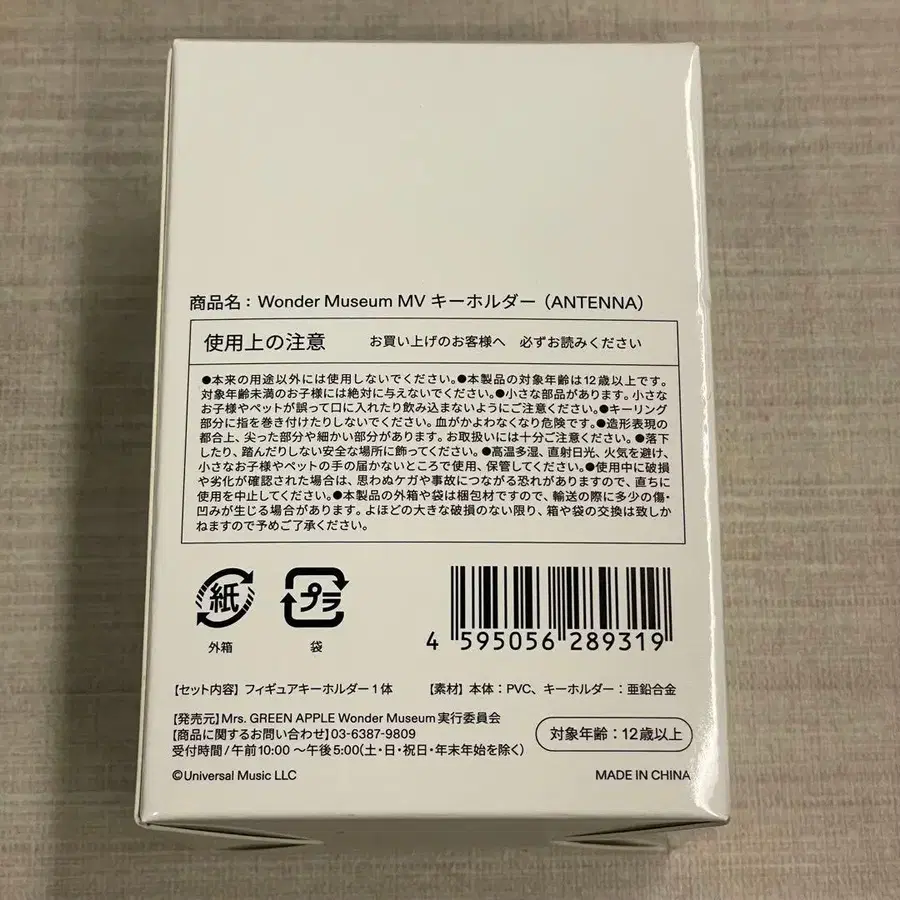 商品名：Wonder Museum MV キーホルダー（ANTENNA）
使用上の注意 お買い上げのお客様へ 必ずお読みください
●本来の用途以外には使用しないでください。●本製品の対象年齢は12歳以上です。
対象年齢未満のお子様には絶対に与えないでください。●小さな部品があります。小さ
なお子様やペットが誤って口に入れたり飲み込まないようにご注意ください。●キーリング
部分に指を巻き付けたりしないでください。血がかよわなくなり危険です。●造形表現の
都合上、尖った部分や細かい部分があります。お取扱いには十分ご注意ください。●落下
したり、踏んだりしない安全な場所に飾ってください。●高温多湿、直射日光、火気を避け、
小さなお子様やペットの手の届かないところで使用、保管してください。●使用中に破損
や劣化が確認された場合は、思わぬケガや事故につながる恐れがありますので、直ちに
使用を中止してください。●本製品の外箱や袋は梱包材ですので、輸送の際に多少の傷・
凹みが生じる場合があります。よほどの大きな破損のない限り、箱や袋の交換は致しか
ねますので予めご了承ください。
紙
外箱
プラ
袋
4 595056 289319
【セット内容】フィギュアキーホルダー1体 【素材】本体：PVC、キーホルダー：亜鉛合金
【発売元】Mrs. GREEN APPLE Wonder Museum 実行委員会
【商品に関するお問い合わせ】03-6387-9809
受付時間/午前10:00 〜午後5:00(土・日・祝日・年末年始を除く)
対象年齢：12歳以上
©Universal Music LLC
MADE IN CHINA